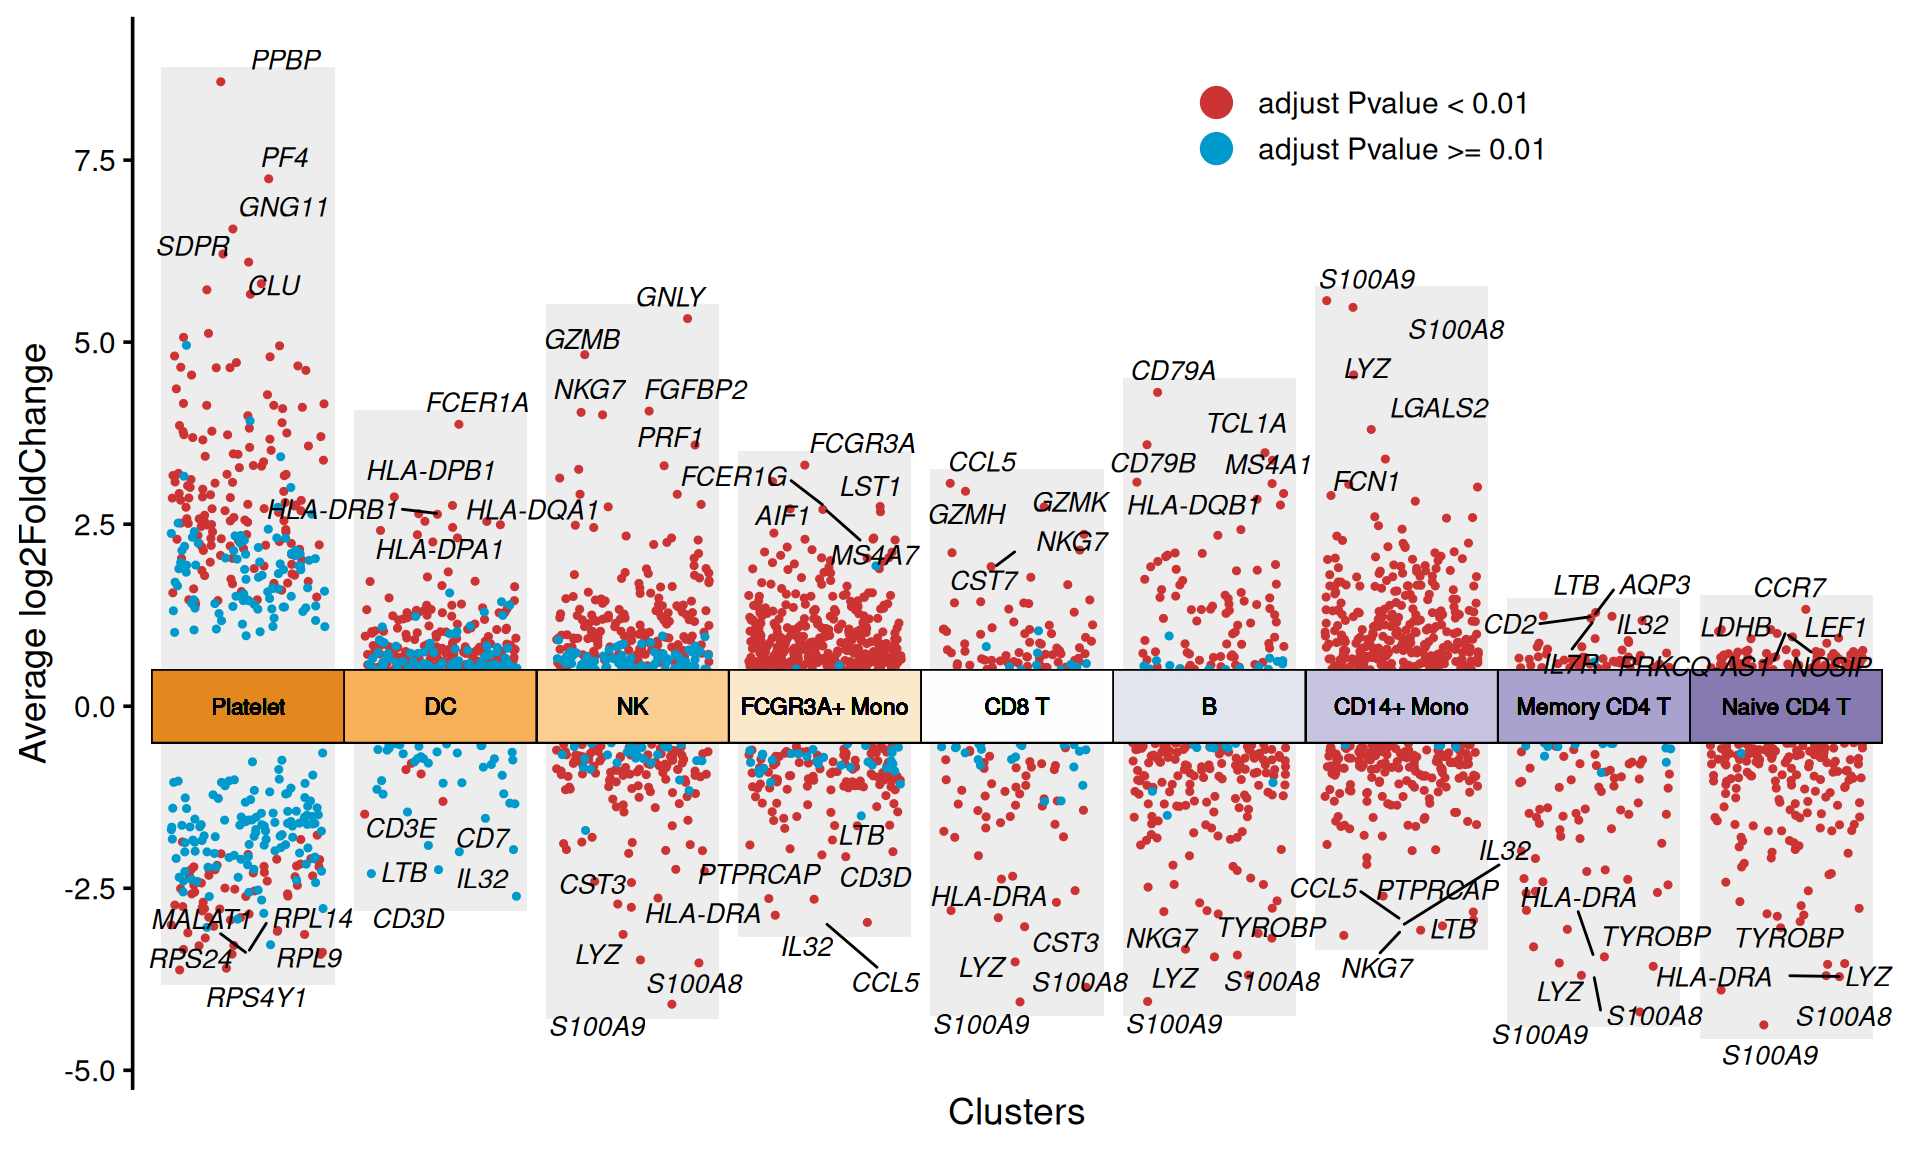 PPBP
adjust Pvalue < 0.01
adjust Pvalue >= 0.01
7.5
PF4
GNG11
SDPR
CLU
S100A9
GNLY
S100A8
5.0
GZMB
CD79A
LYZ
NKG7
FGFBP2
FCER1A
LGALS2
TCL1A
PRF1
FCGR3A
HLA-DPB1
CCL5
CD79B
MS4A1
FCER1G
LST1
FCN1
GZMK
HLA-DQB1
HLA-DRB1
HLA-DQA1
AIF1
GZMH
2.5
NKG7
HLA-DPA1
MS4A7
CST7
LTB
AQP3
CCR7
CD2
IL32
LDHB
LEF1
IL7R
PRKCQ-AS1
NOSIP
Average log2FoldChange
0.0
Platelet
DC
NK
FCGR3A+ Mono
CD8 T
B
CD14+ Mono
Memory CD4 T
Naive CD4 T
CD3E
CD7
LTB
IL32
-2.5
LTB
IL32
CST3
PTPRCAP
CD3D
HLA-DRA
CCL5
PTPRCAP
HLA-DRA
MALAT1
RPL14
CD3D
HLA-DRA
TYROBP
LTB
NKG7
TYROBP
TYROBP
RPS24
RPL9
LYZ
IL32
CST3
LYZ
NKG7
HLA-DRA
LYZ
RPS4Y1
S100A8
CCL5
S100A8
LYZ
S100A8
LYZ
S100A9
S100A9
S100A9
S100A9
S100A8
S100A8
S100A9
-5.0
Clusters